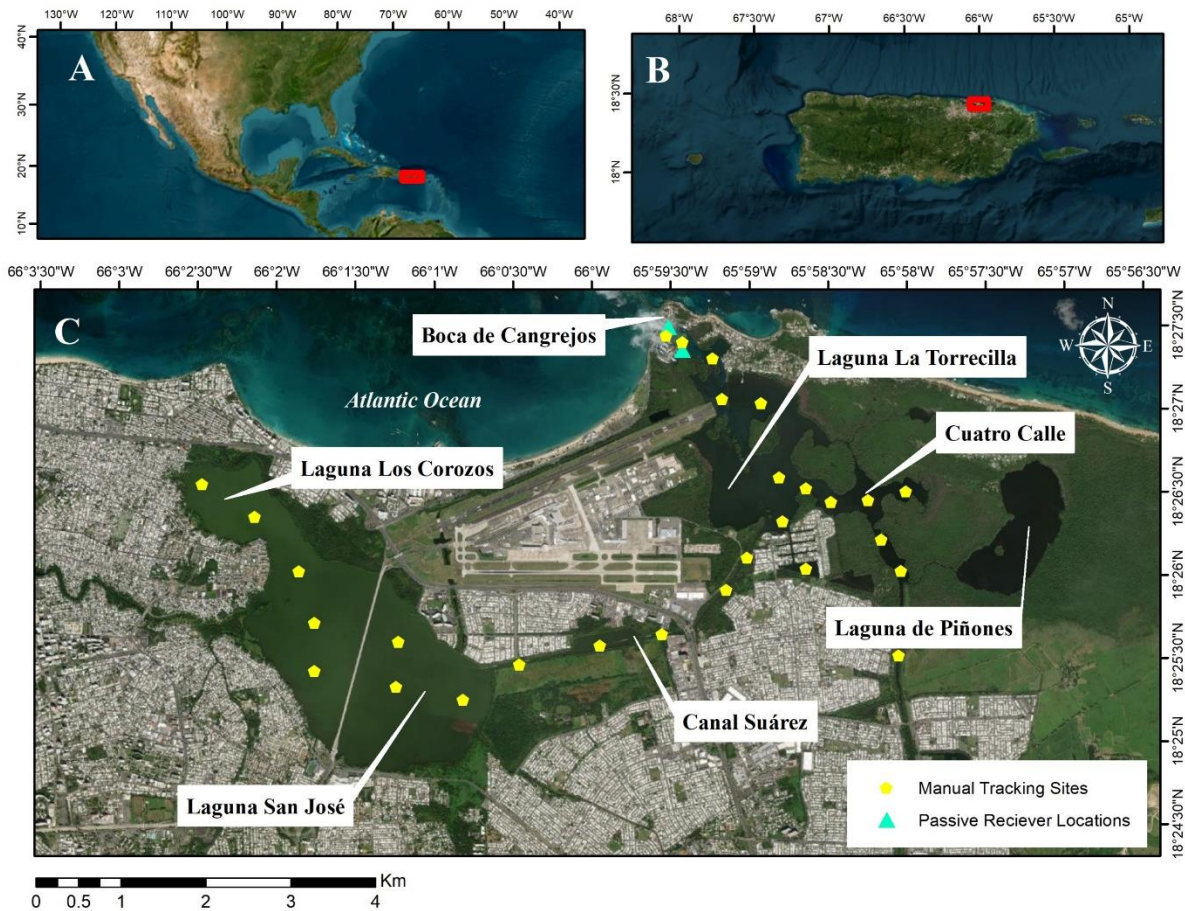 130°W 120°W 110°W 100°W 90°W 80°W 70°W 60°W 50°W 40°W
40°N
30°N
20°N
10°N
A
68°W 67°30'W 67°W 66°30'W 66°W 65°30'W 65°W
18°30'N
18°N
B
66°3'30"W 66°3'W 66°2'30"W 66°2'W 66°1'30"W 66°1'W 66°0'30"W 66°W 65°59'30"W 65°59'W 65°58'30"W 65°58'W 65°57'30"W 65°57'W 65°56'30"W
C
Boca de Cangrejos
Laguna La Torrecilla
N
W E
S
18°27'30"N
18°27'N
18°26'30"N
18°26'N
18°25'30"N
18°25'N
18°24'30"N
Atlantic Ocean
Cuatro Calle
Laguna Los Corozos
Laguna de Piñones
Canal Suárez
Laguna San José
Manual Tracking Sites
Passive Reciever Locations
Km
0 0.5 1 2 3 4